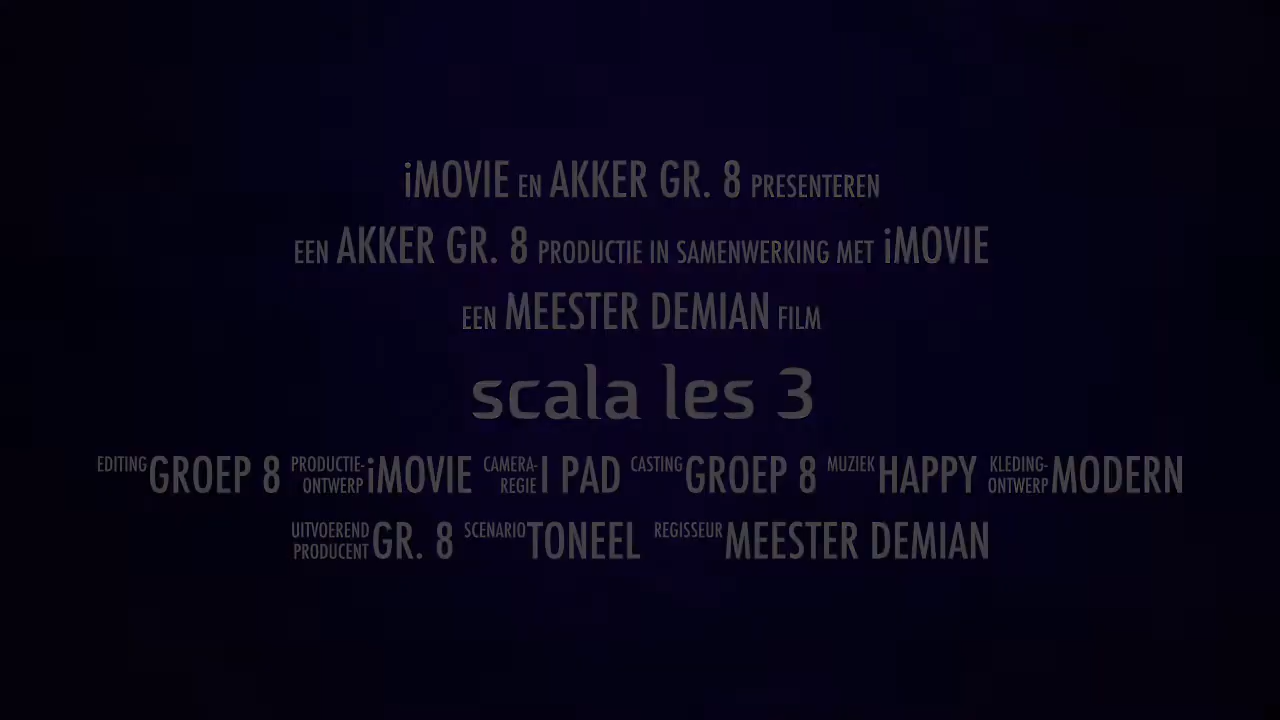 iMOVIE EN AKKER GR. 8 PRESENTEREN
EEN AKKER GR. 8 PRODUCTIE IN SAMENWERKING MET iMOVIE
EEN MEESTER DEMIAN FILM
scala les 3
EDITING GROEP 8 PRODUCTIE-ONTWERP iMOVIE CAMERA-REGIE I PAD CASTING GROEP 8 MUZIEK HAPPY KLEDING-ONTWERP MODERN
UITVOEREND PRODUCENT GR. 8 SCENARIO TONEEL REGISSEUR MEESTER DEMIAN